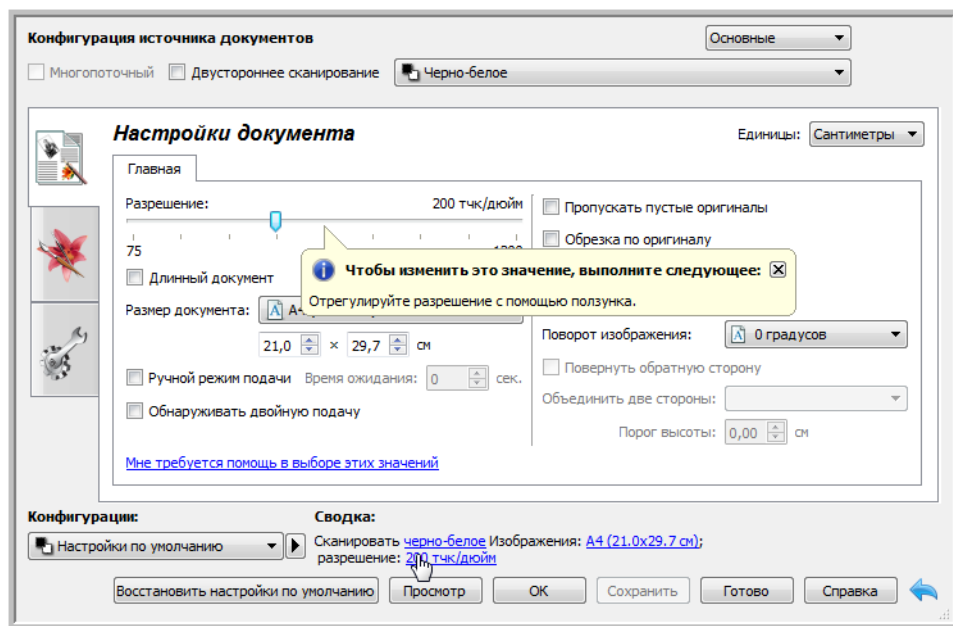 Конфигурация источника документов
Основные
Многопоточный
Двустороннее сканирование
Черно-белое
Настройки документа
Единицы: Сантиметры
Главная
Разрешение: 200 тчк/дюйм
75
Длинный документ
Размер документа:
21,0 × 29,7 см
Ручной режим подачи Время ожидания: 0 сек.
Обнаруживать двойную подачу
Мне требуется помощь в выборе этих значений
Пропускать пустые оригиналы
Обрезка по оригиналу
Чтобы изменить это значение, выполните следующее:
Отрегулируйте разрешение с помощью ползунка.
Поворот изображения: 0 градусов
Повернуть обратную сторону
Объединить две стороны:
Порог высоты: 0,00 см
Конфигурации:
Настройки по умолчанию
Сводка:
Сканировать черно-белое Изображения: A4 (21.0x29.7 см);
разрешение: 200 тчк/дюйм
Восстановить настройки по умолчанию
Просмотр
ОК
Сохранить
Готово
Справка